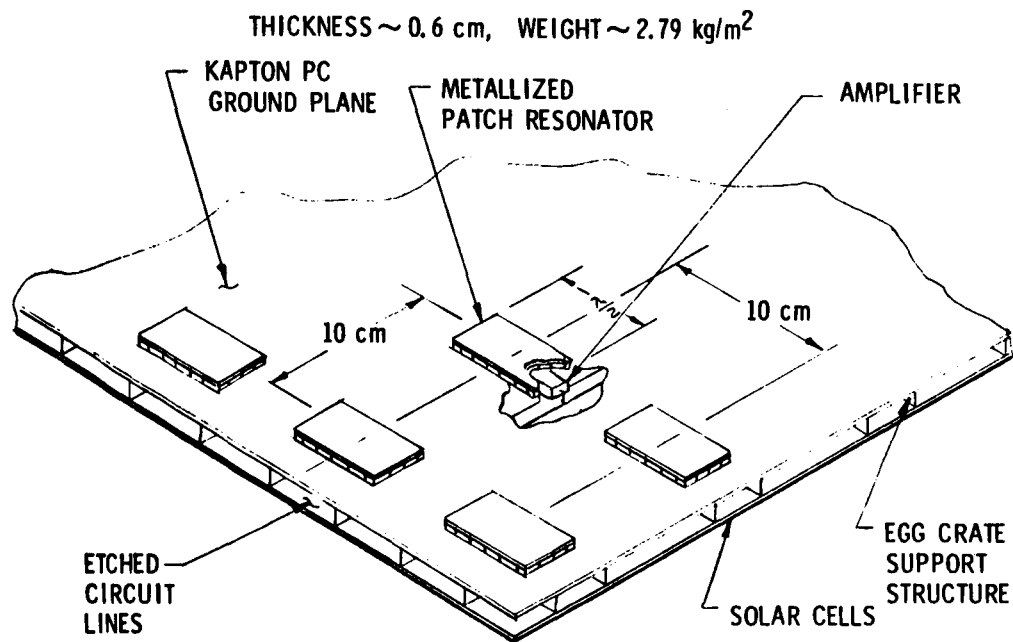 THICKNESS ~ 0.6 cm, WEIGHT ~ 2.79 kg/m²
KAPTON PC
GROUND PLANE
METALLIZED
PATCH RESONATOR
AMPLIFIER
λ/2
10 cm
10 cm
ETCHED
CIRCUIT
LINES
SOLAR CELLS
EGG CRATE
SUPPORT
STRUCTURE